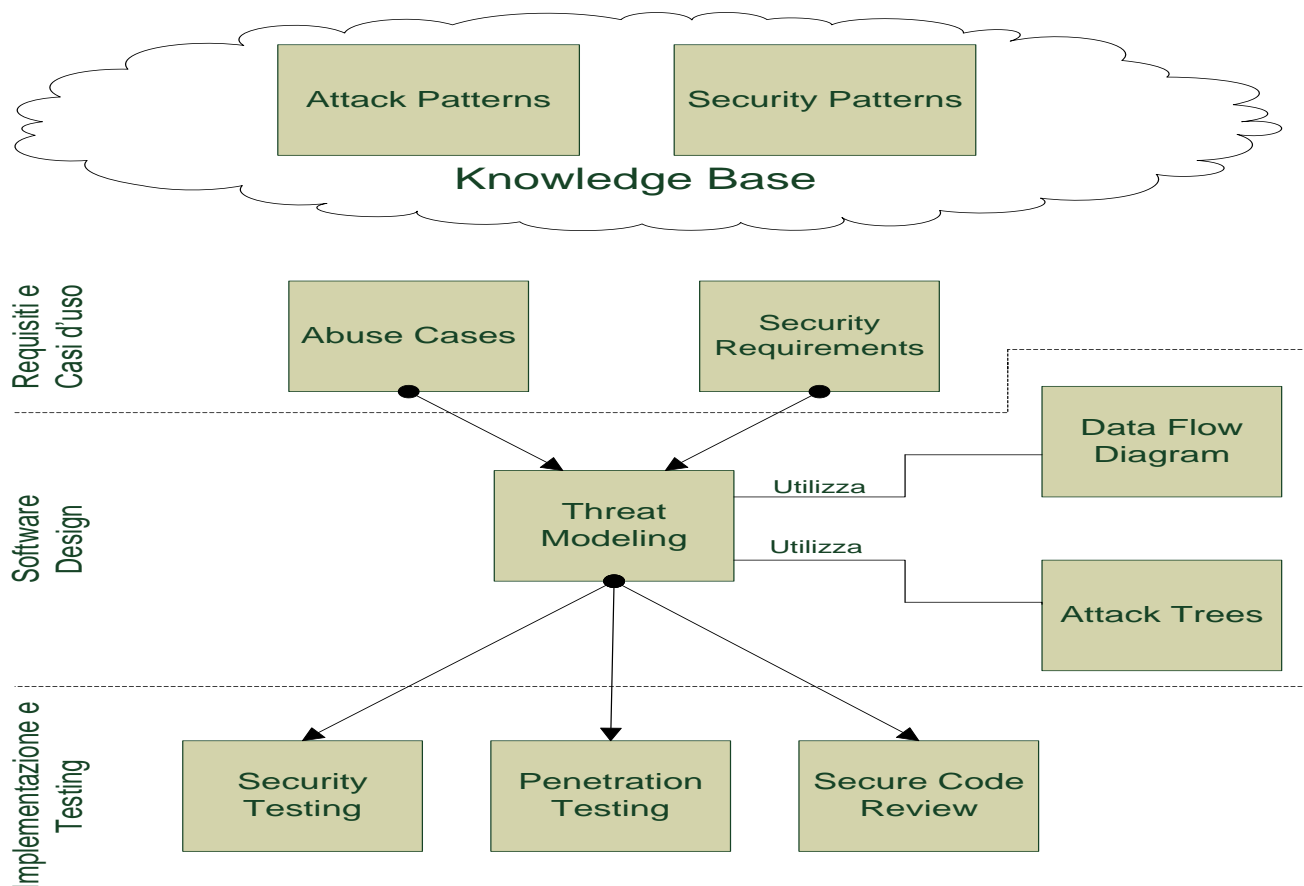 Attack Patterns
Security Patterns
Knowledge Base
Requisiti e
Casi d'uso
Abuse Cases
Security
Requirements
Software
Design
Threat
Modeling
Utilizza
Utilizza
Data Flow
Diagram
Attack Trees
Implementazione e
Testing
Security
Testing
Penetration
Testing
Secure Code
Review